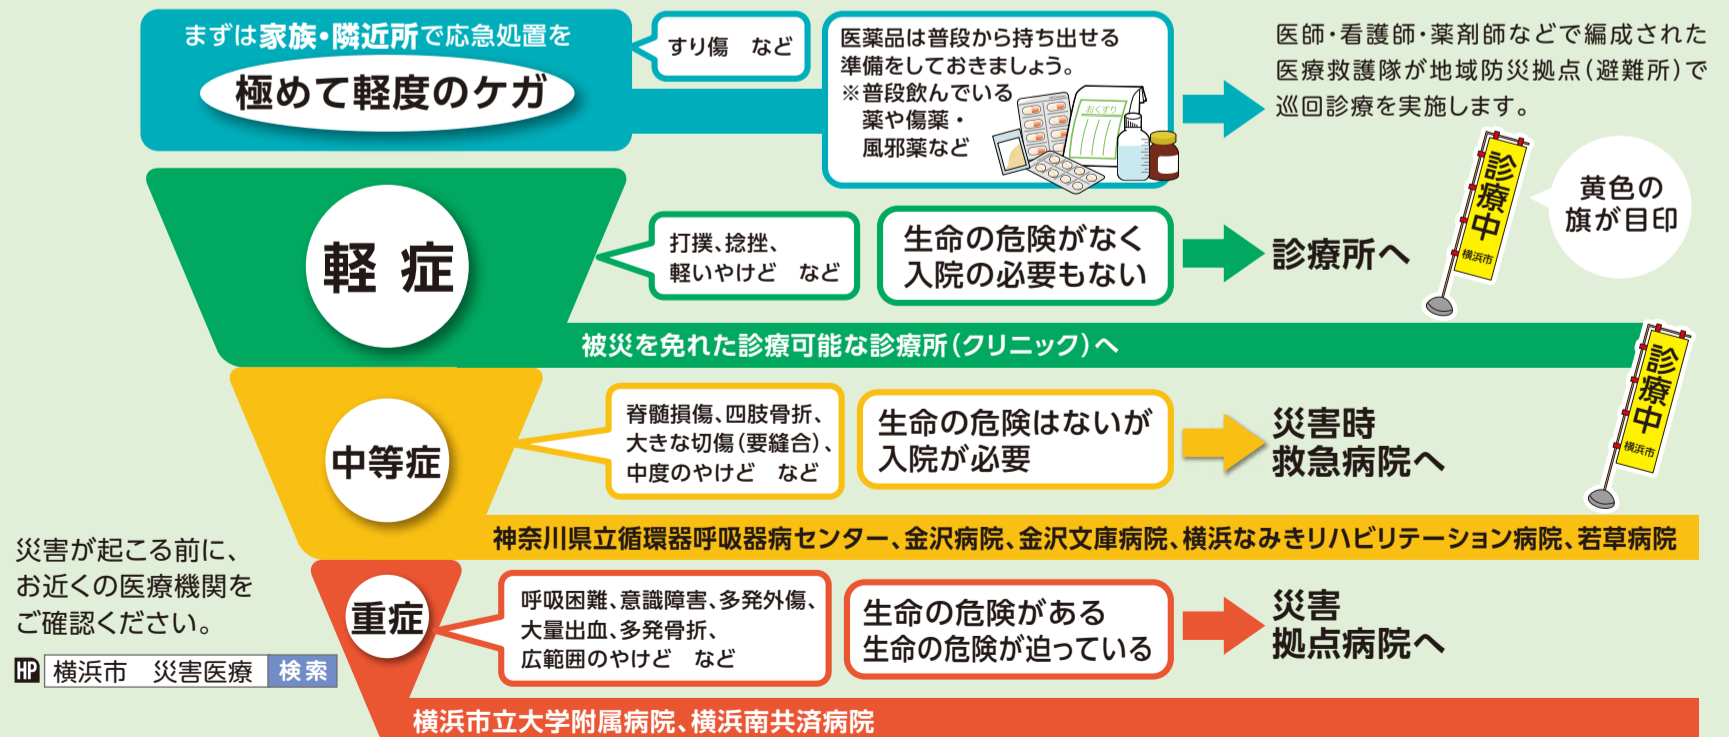 まずは家族・隣近所で応急処置を
極めて軽度のケガ
すり傷　など
医薬品は普段から持ち出せる
準備をしておきましょう。
※普段飲んでいる
薬や傷薬・
風邪薬など
おくすり
医師・看護師・薬剤師などで編成された
医療救護隊が地域防災拠点(避難所)で
巡回診療を実施します。
軽症
打撲、捻挫、
軽いやけど　など
生命の危険がなく
入院の必要もない
診療所へ
診療中
横浜市
黄色の
旗が目印
被災を免れた診療可能な診療所(クリニック)へ
中等症
脊髄損傷、四肢骨折、
大きな切傷(要縫合)、
中度のやけど　など
生命の危険はないが
入院が必要
災害時
救急病院へ
診療中
横浜市
神奈川県立循環器呼吸器病センター、金沢病院、金沢文庫病院、横浜なみきリハビリテーション病院、若草病院
重症
呼吸困難、意識障害、多発外傷、
大量出血、多発骨折、
広範囲のやけど　など
生命の危険がある
生命の危険が迫っている
災害
拠点病院へ
横浜市立大学附属病院、横浜南共済病院
災害が起こる前に、
お近くの医療機関を
ご確認ください。
HP 横浜市　災害医療 検索